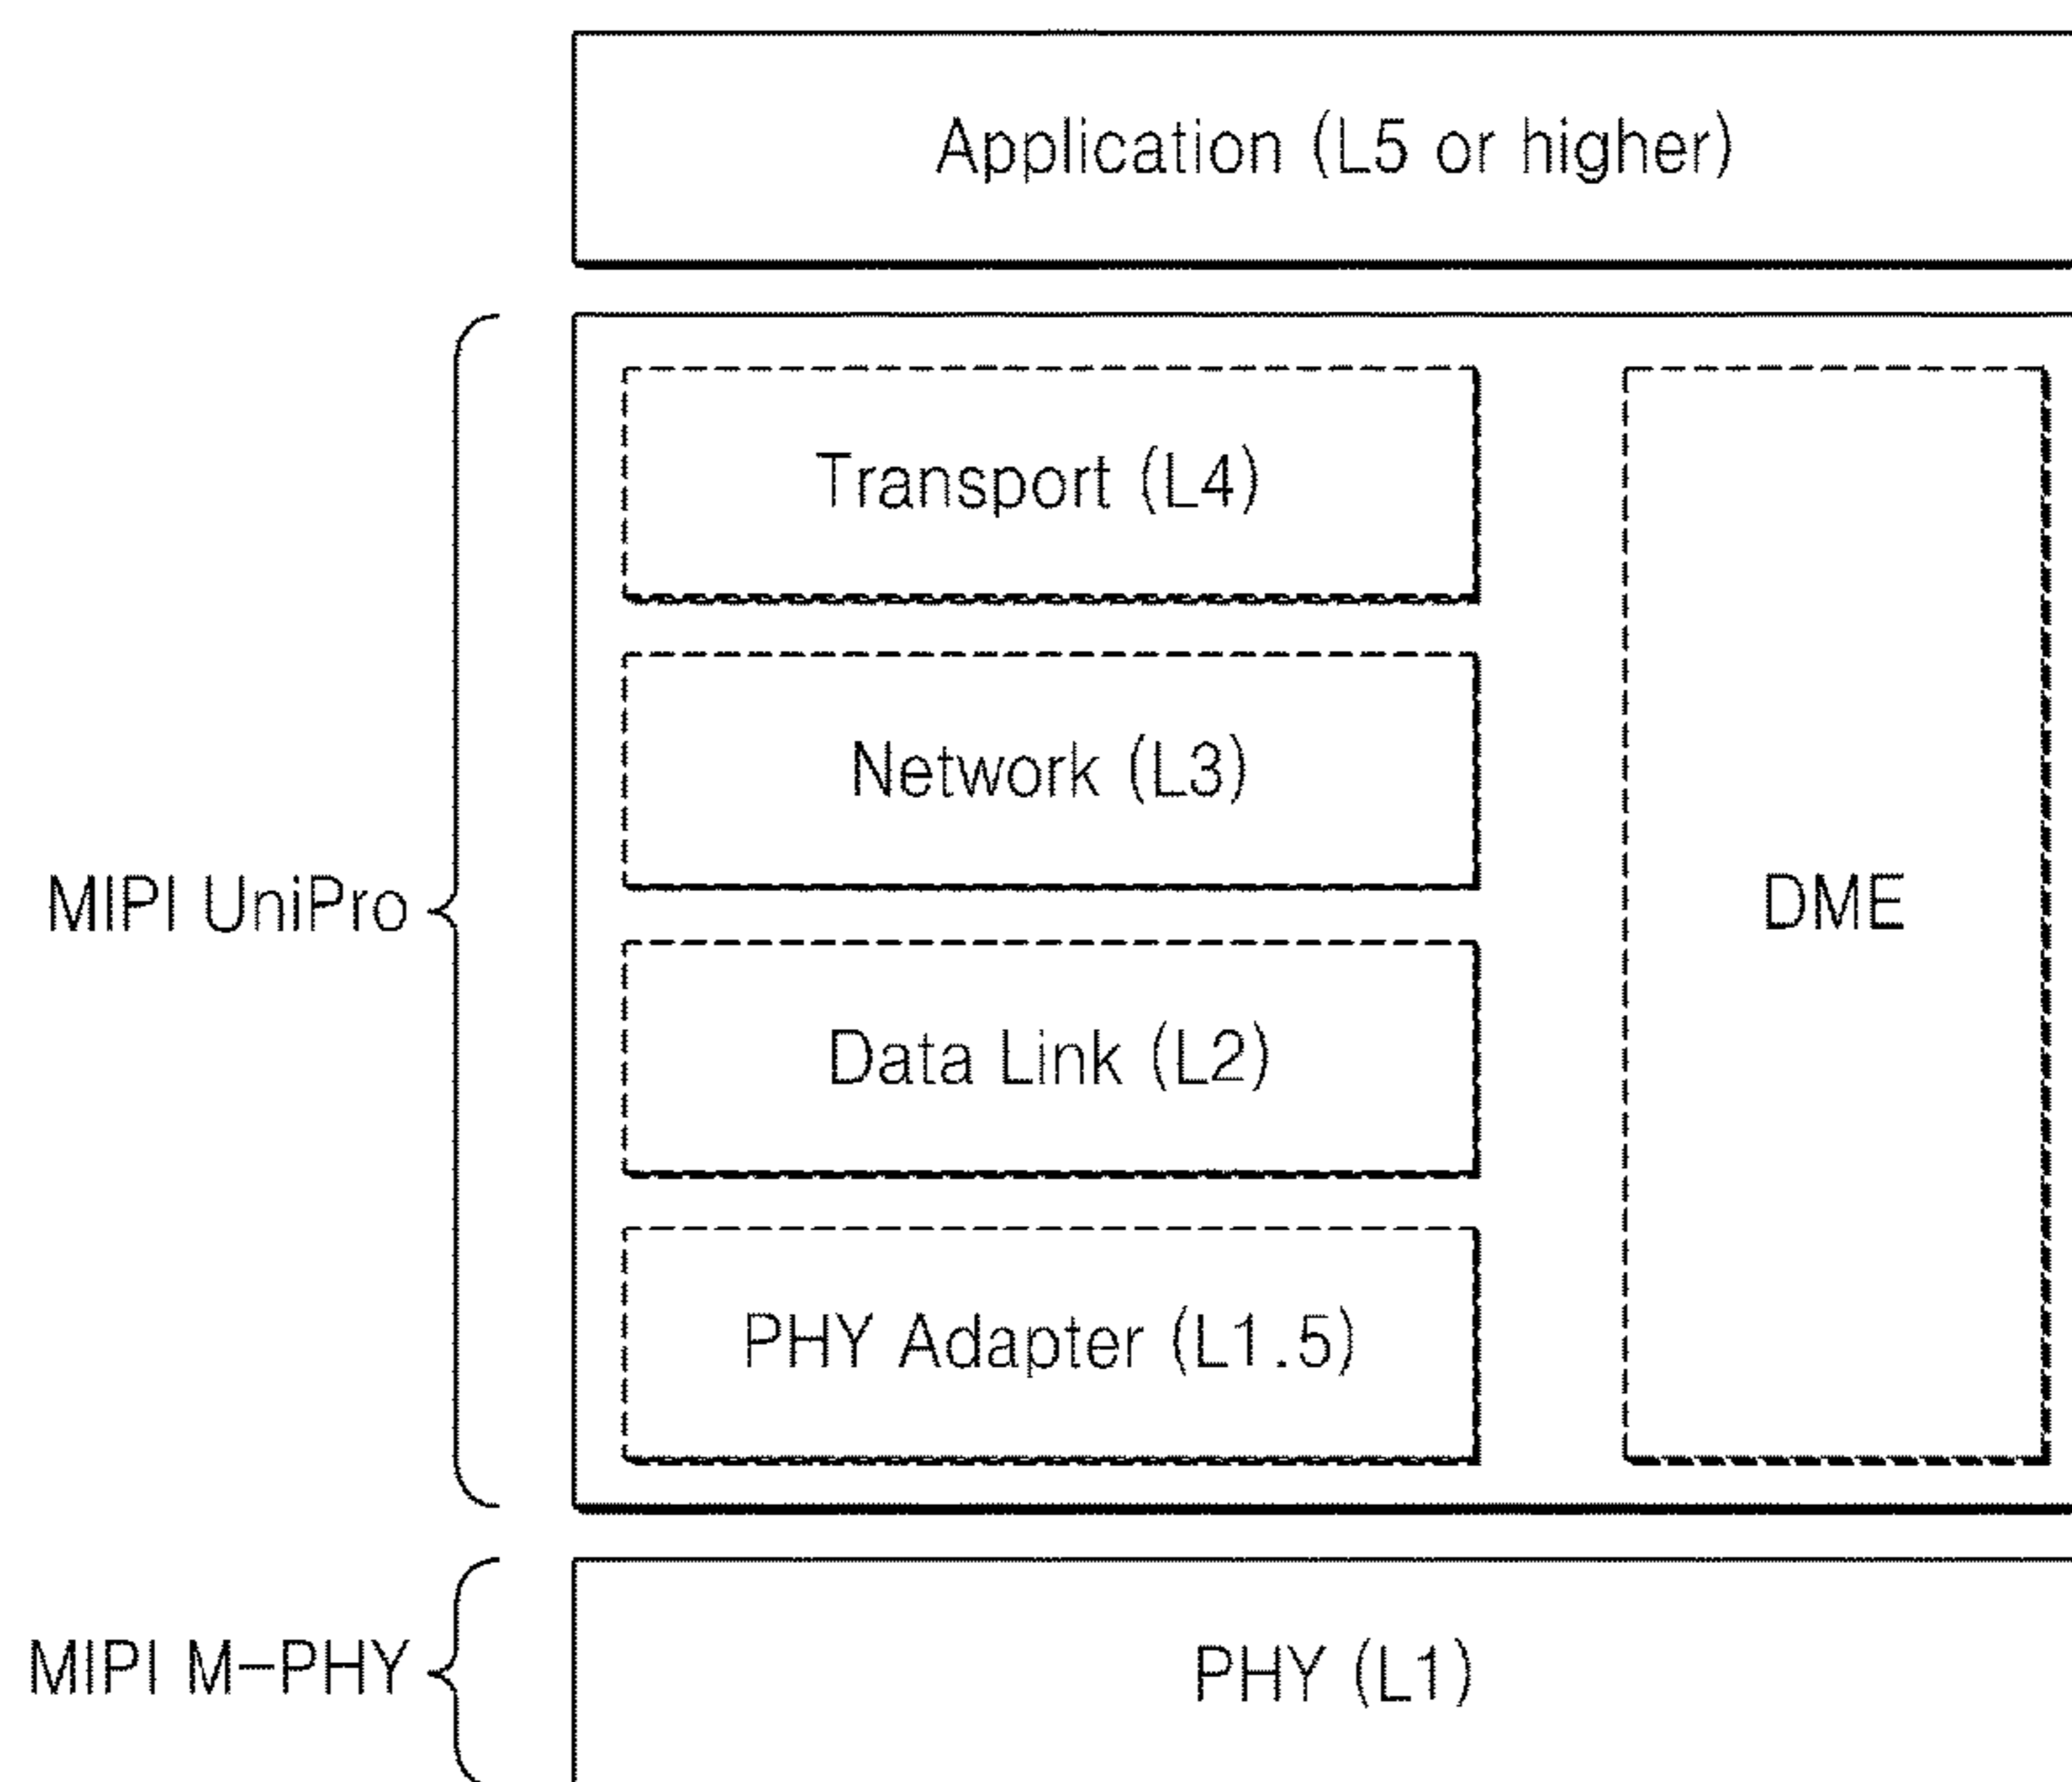 Application (L5 or higher)
Transport (L4)
Network (L3)
MIPI UniPro
DME
Data Link (L2)
PHY Adapter (L1.5)
MIPI M-PHY
PHY (L1)